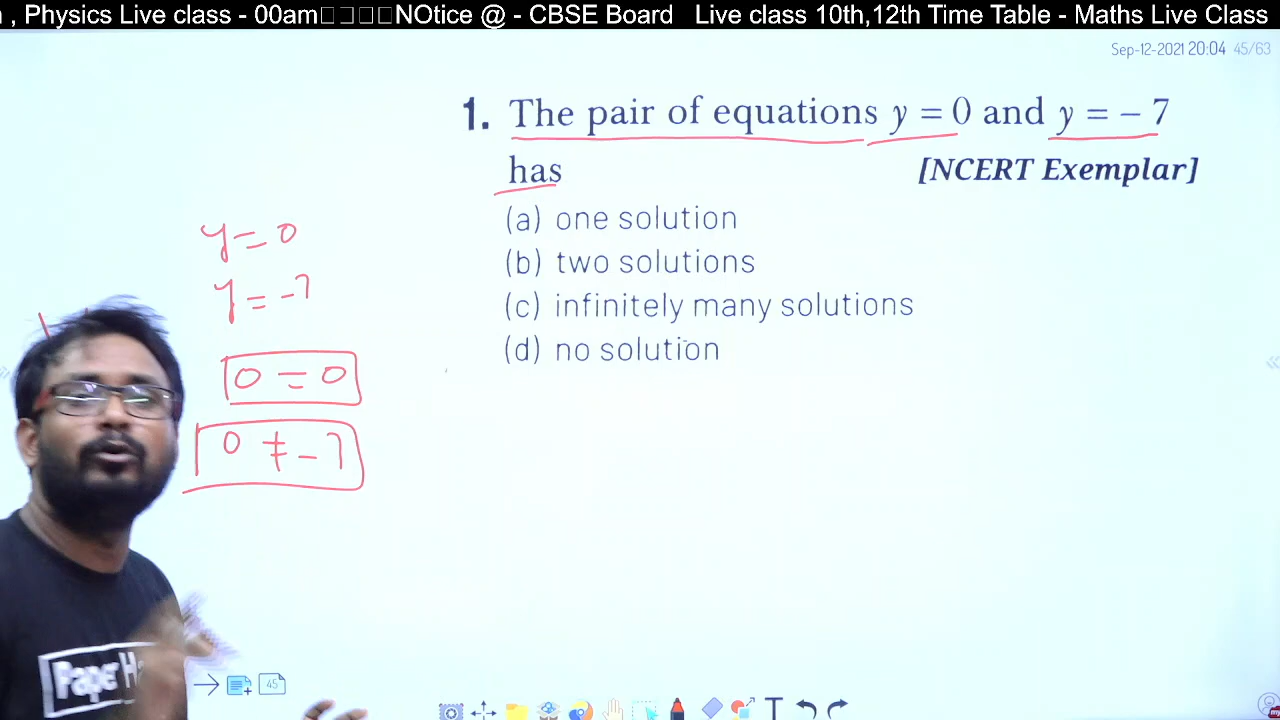 , Physics Live class - 00am□□□□NOtice @ - CBSE Board Live class 10th,12th Time Table - Maths Live Class
Sep-12-2021 20:04 45/63
1. The pair of equations y = 0 and y = – 7
has [NCERT Exemplar]
(a) one solution
(b) two solutions
(c) infinitely many solutions
(d) no solution
y = 0
y = -7
0 = 0
0 ≠ -7
Paper H
45
T